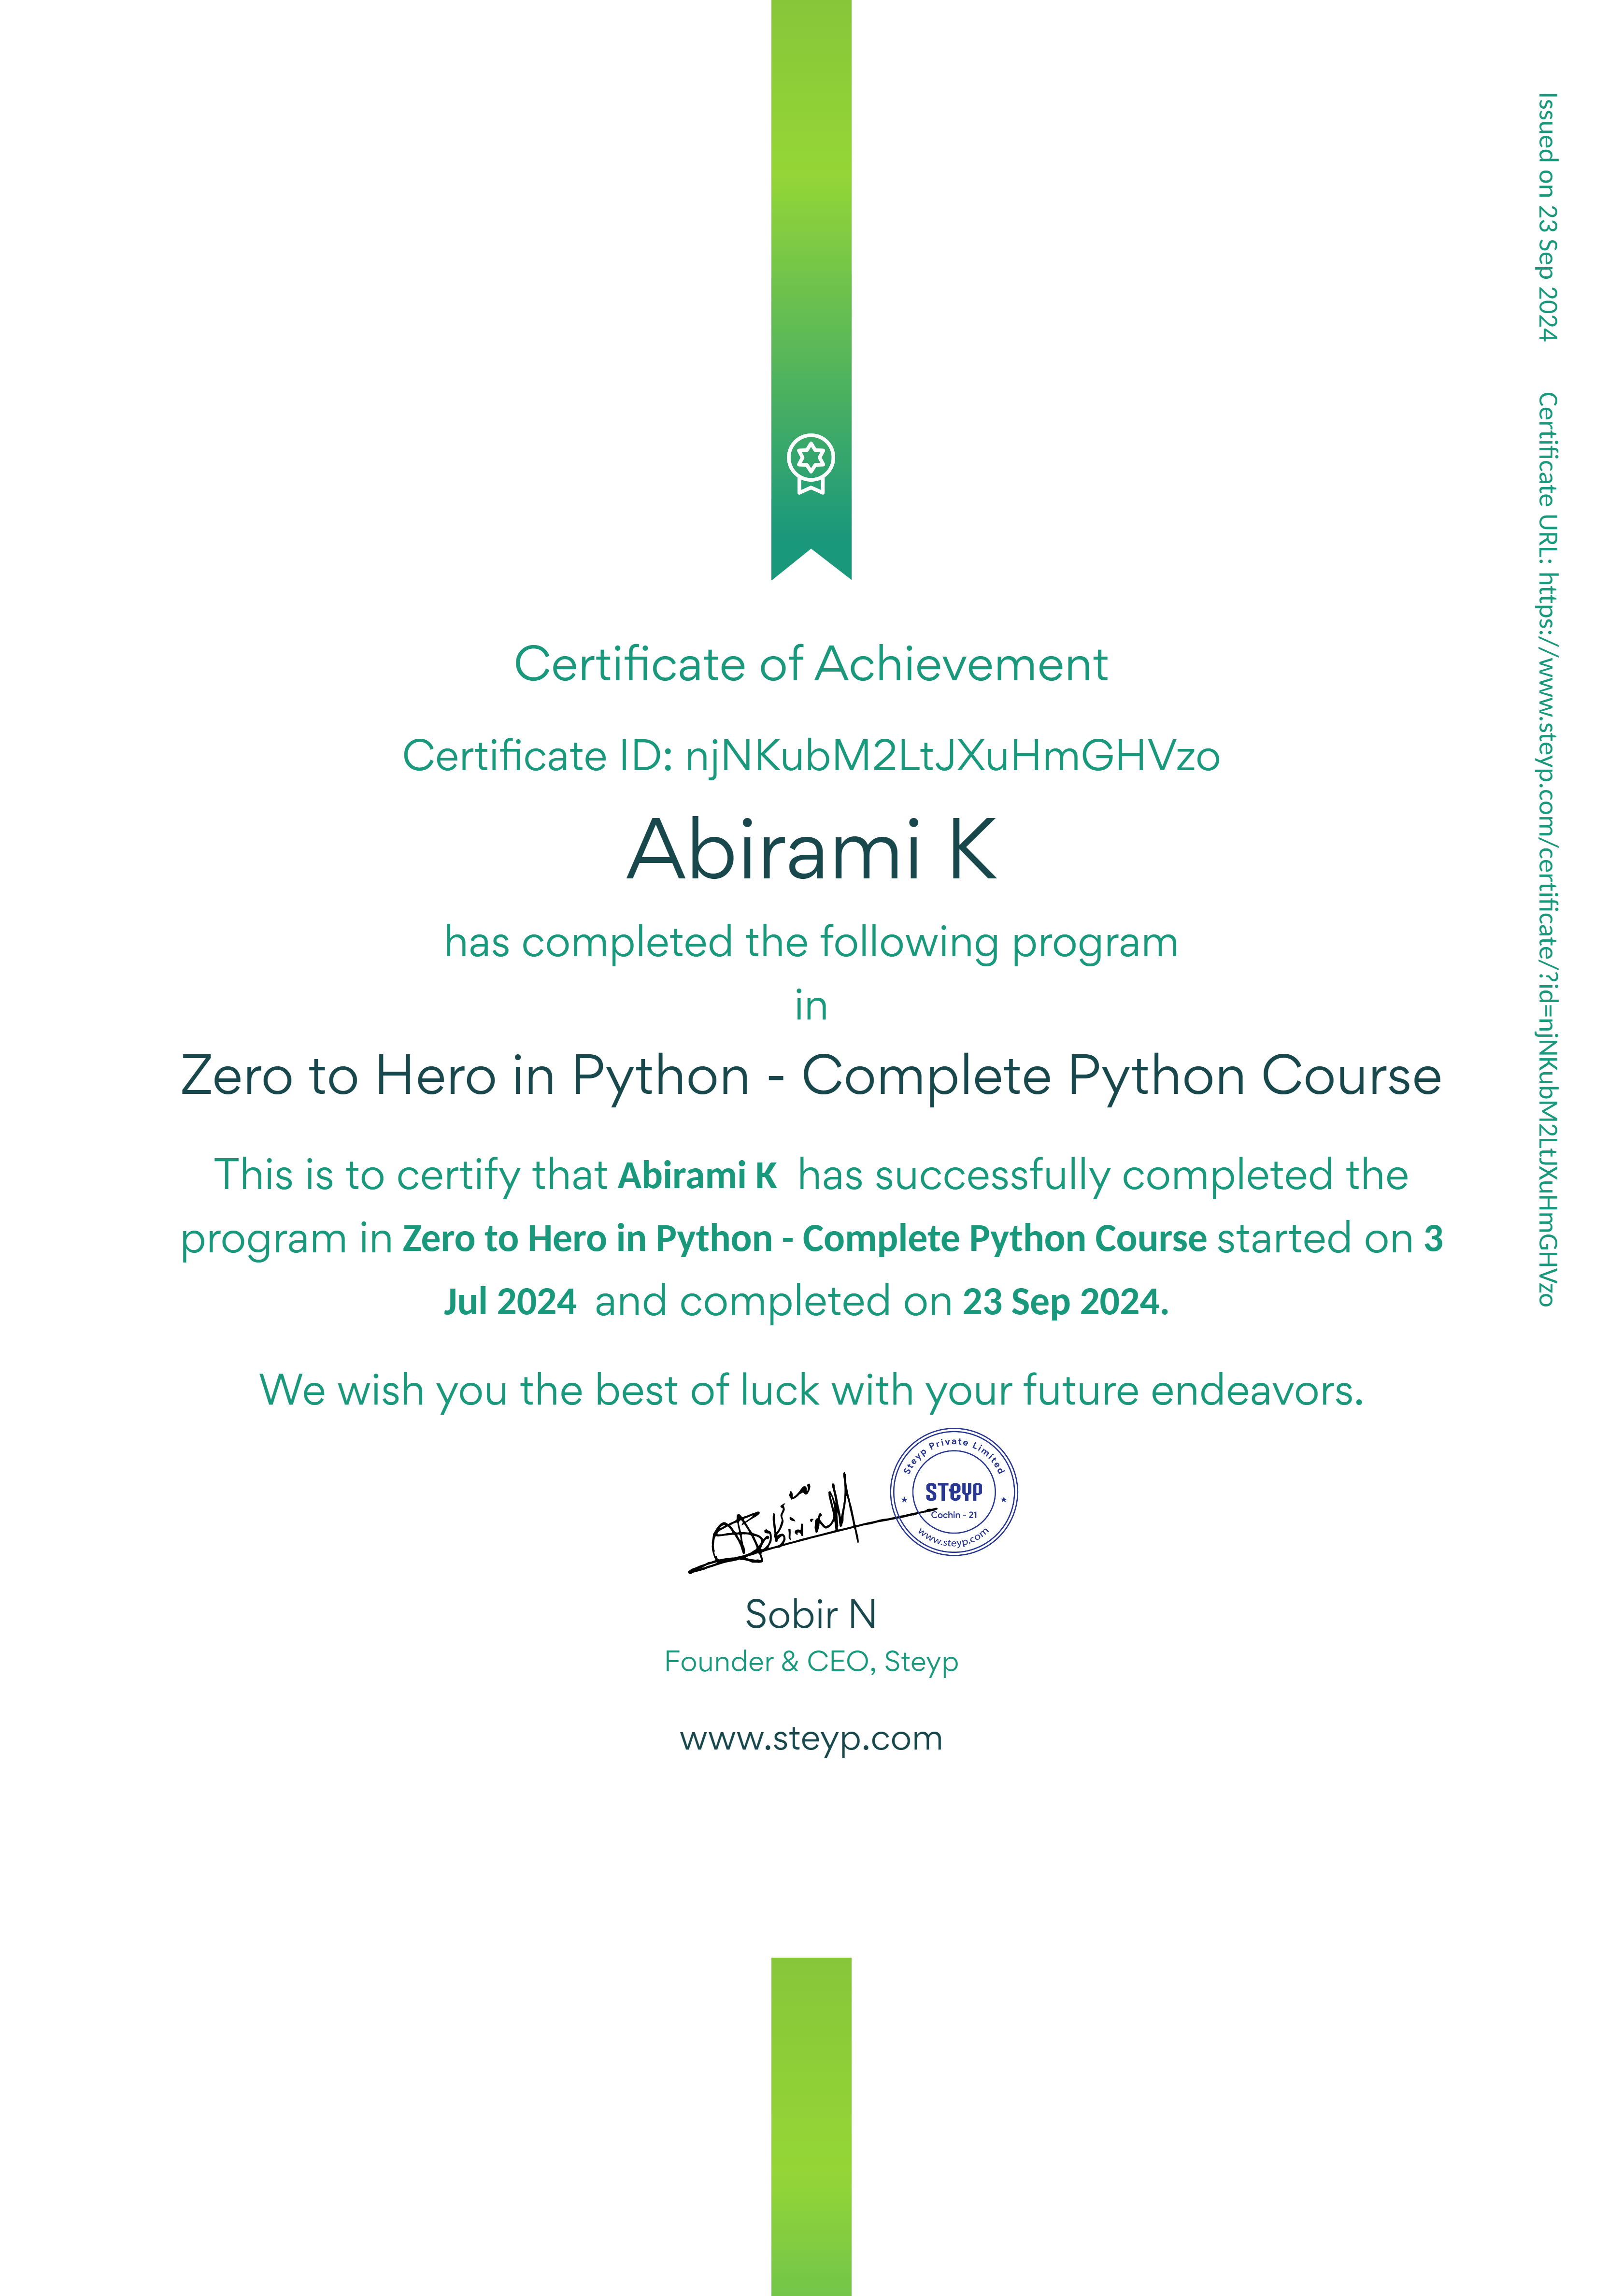 Certificate of Achievement
Certificate ID: njNKubM2LtJXuHmGHVzo
Abirami K
has completed the following program
in
Zero to Hero in Python - Complete Python Course
This is to certify that Abirami K has successfully completed the
program in Zero to Hero in Python - Complete Python Course started on 3
Jul 2024 and completed on 23 Sep 2024.
We wish you the best of luck with your future endeavors.
Steyp Private Limited
STEYP
Cochin - 21
www.steyp.com
Sobir N
Founder & CEO, Steyp
www.steyp.com
Issued on 23 Sep 2024
Certificate URL: https://www.steyp.com/certificate/?id=njNKubM2LtJXuHmGHVzo